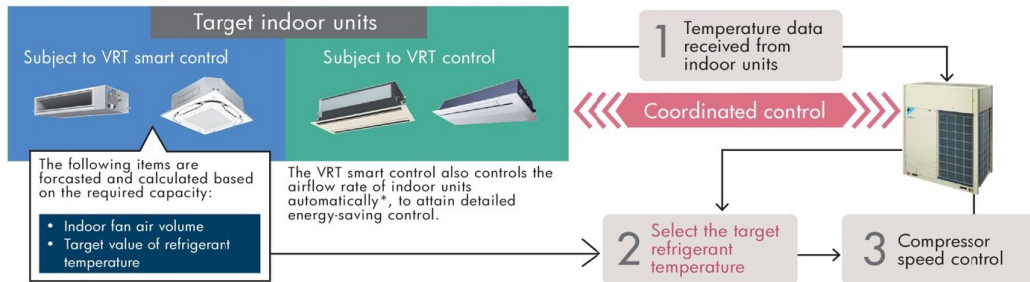 Target indoor units
Subject to VRT smart control
Subject to VRT control
The following items are
forcasted and calculated based
on the required capacity:
• Indoor fan air volume
• Target value of refrigerant
temperature
The VRT smart control also controls the
airflow rate of indoor units
automatically*, to attain detailed
energy-saving control.
1 Temperature data
received from
indoor units
Coordinated control
2 Select the target
refrigerant
temperature
3 Compressor
speed control